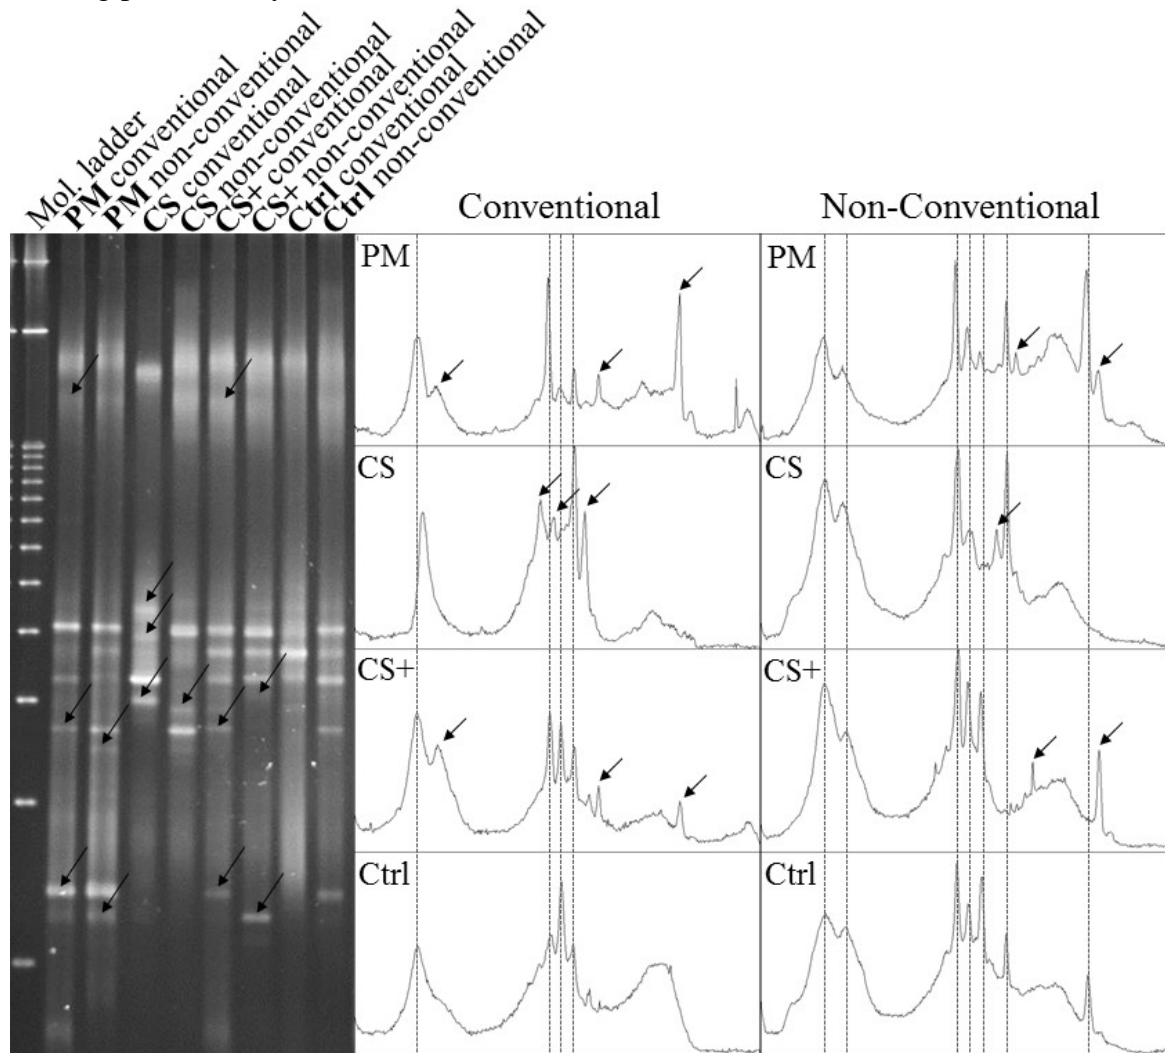 Mol. ladder
PM conventional
PM non-conventional
CS conventional
CS non-conventional
CS+ conventional
CS+ non-conventional
Ctrl conventional
Ctrl non-conventional
Conventional
Non-Conventional
PM
PM
CS
CS
CS+
CS+
Ctrl
Ctrl